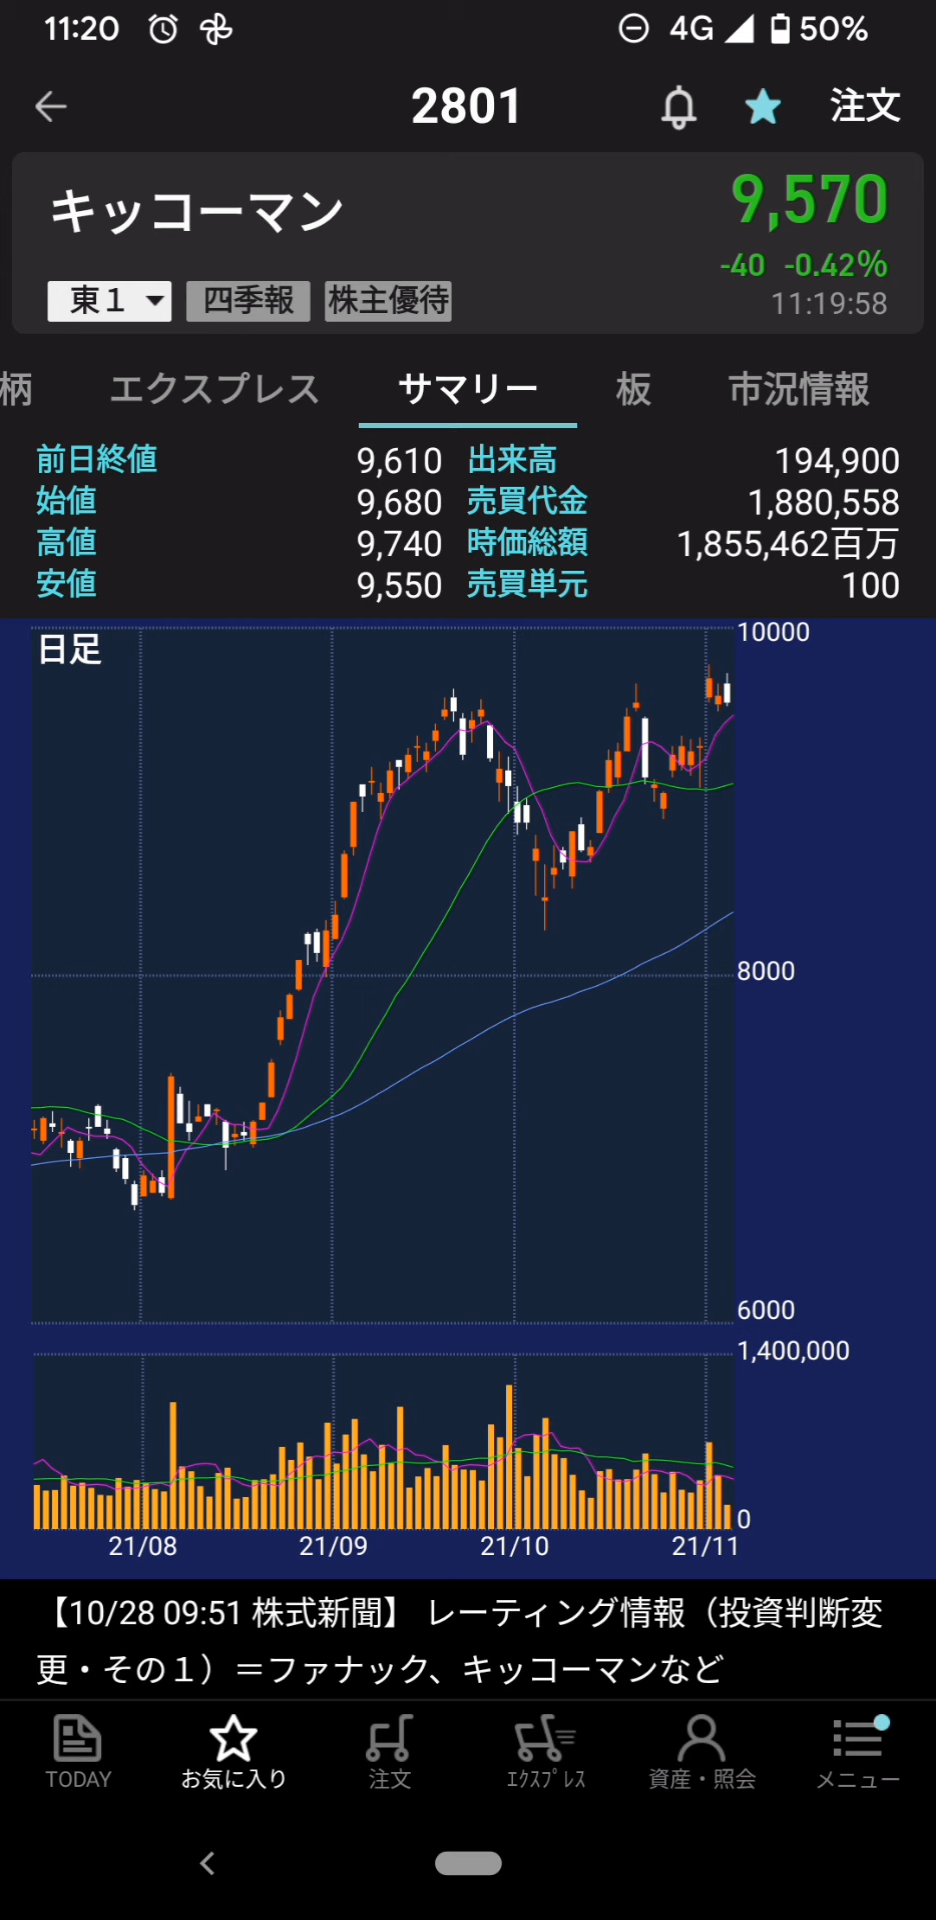 11:20 4G 50%
2801 注文
キッコーマン 9,570
-40 -0.42%
東１ 四季報 株主優待 11:19:58
柄 エクスプレス サマリー 板 市況情報
前日終値 9,610 出来高 194,900
始値 9,680 売買代金 1,880,558
高値 9,740 時価総額 1,855,462百万
安値 9,550 売買単元 100
日足 10000
8000
6000
1,400,000
0
21/08 21/09 21/10 21/11
【10/28 09:51 株式新聞】 レーティング情報（投資判断変
更・その１）＝ファナック、キッコーマンなど
TODAY お気に入り 注文 ｴｸｽﾌﾟﾚｽ 資産・照会 メニュー